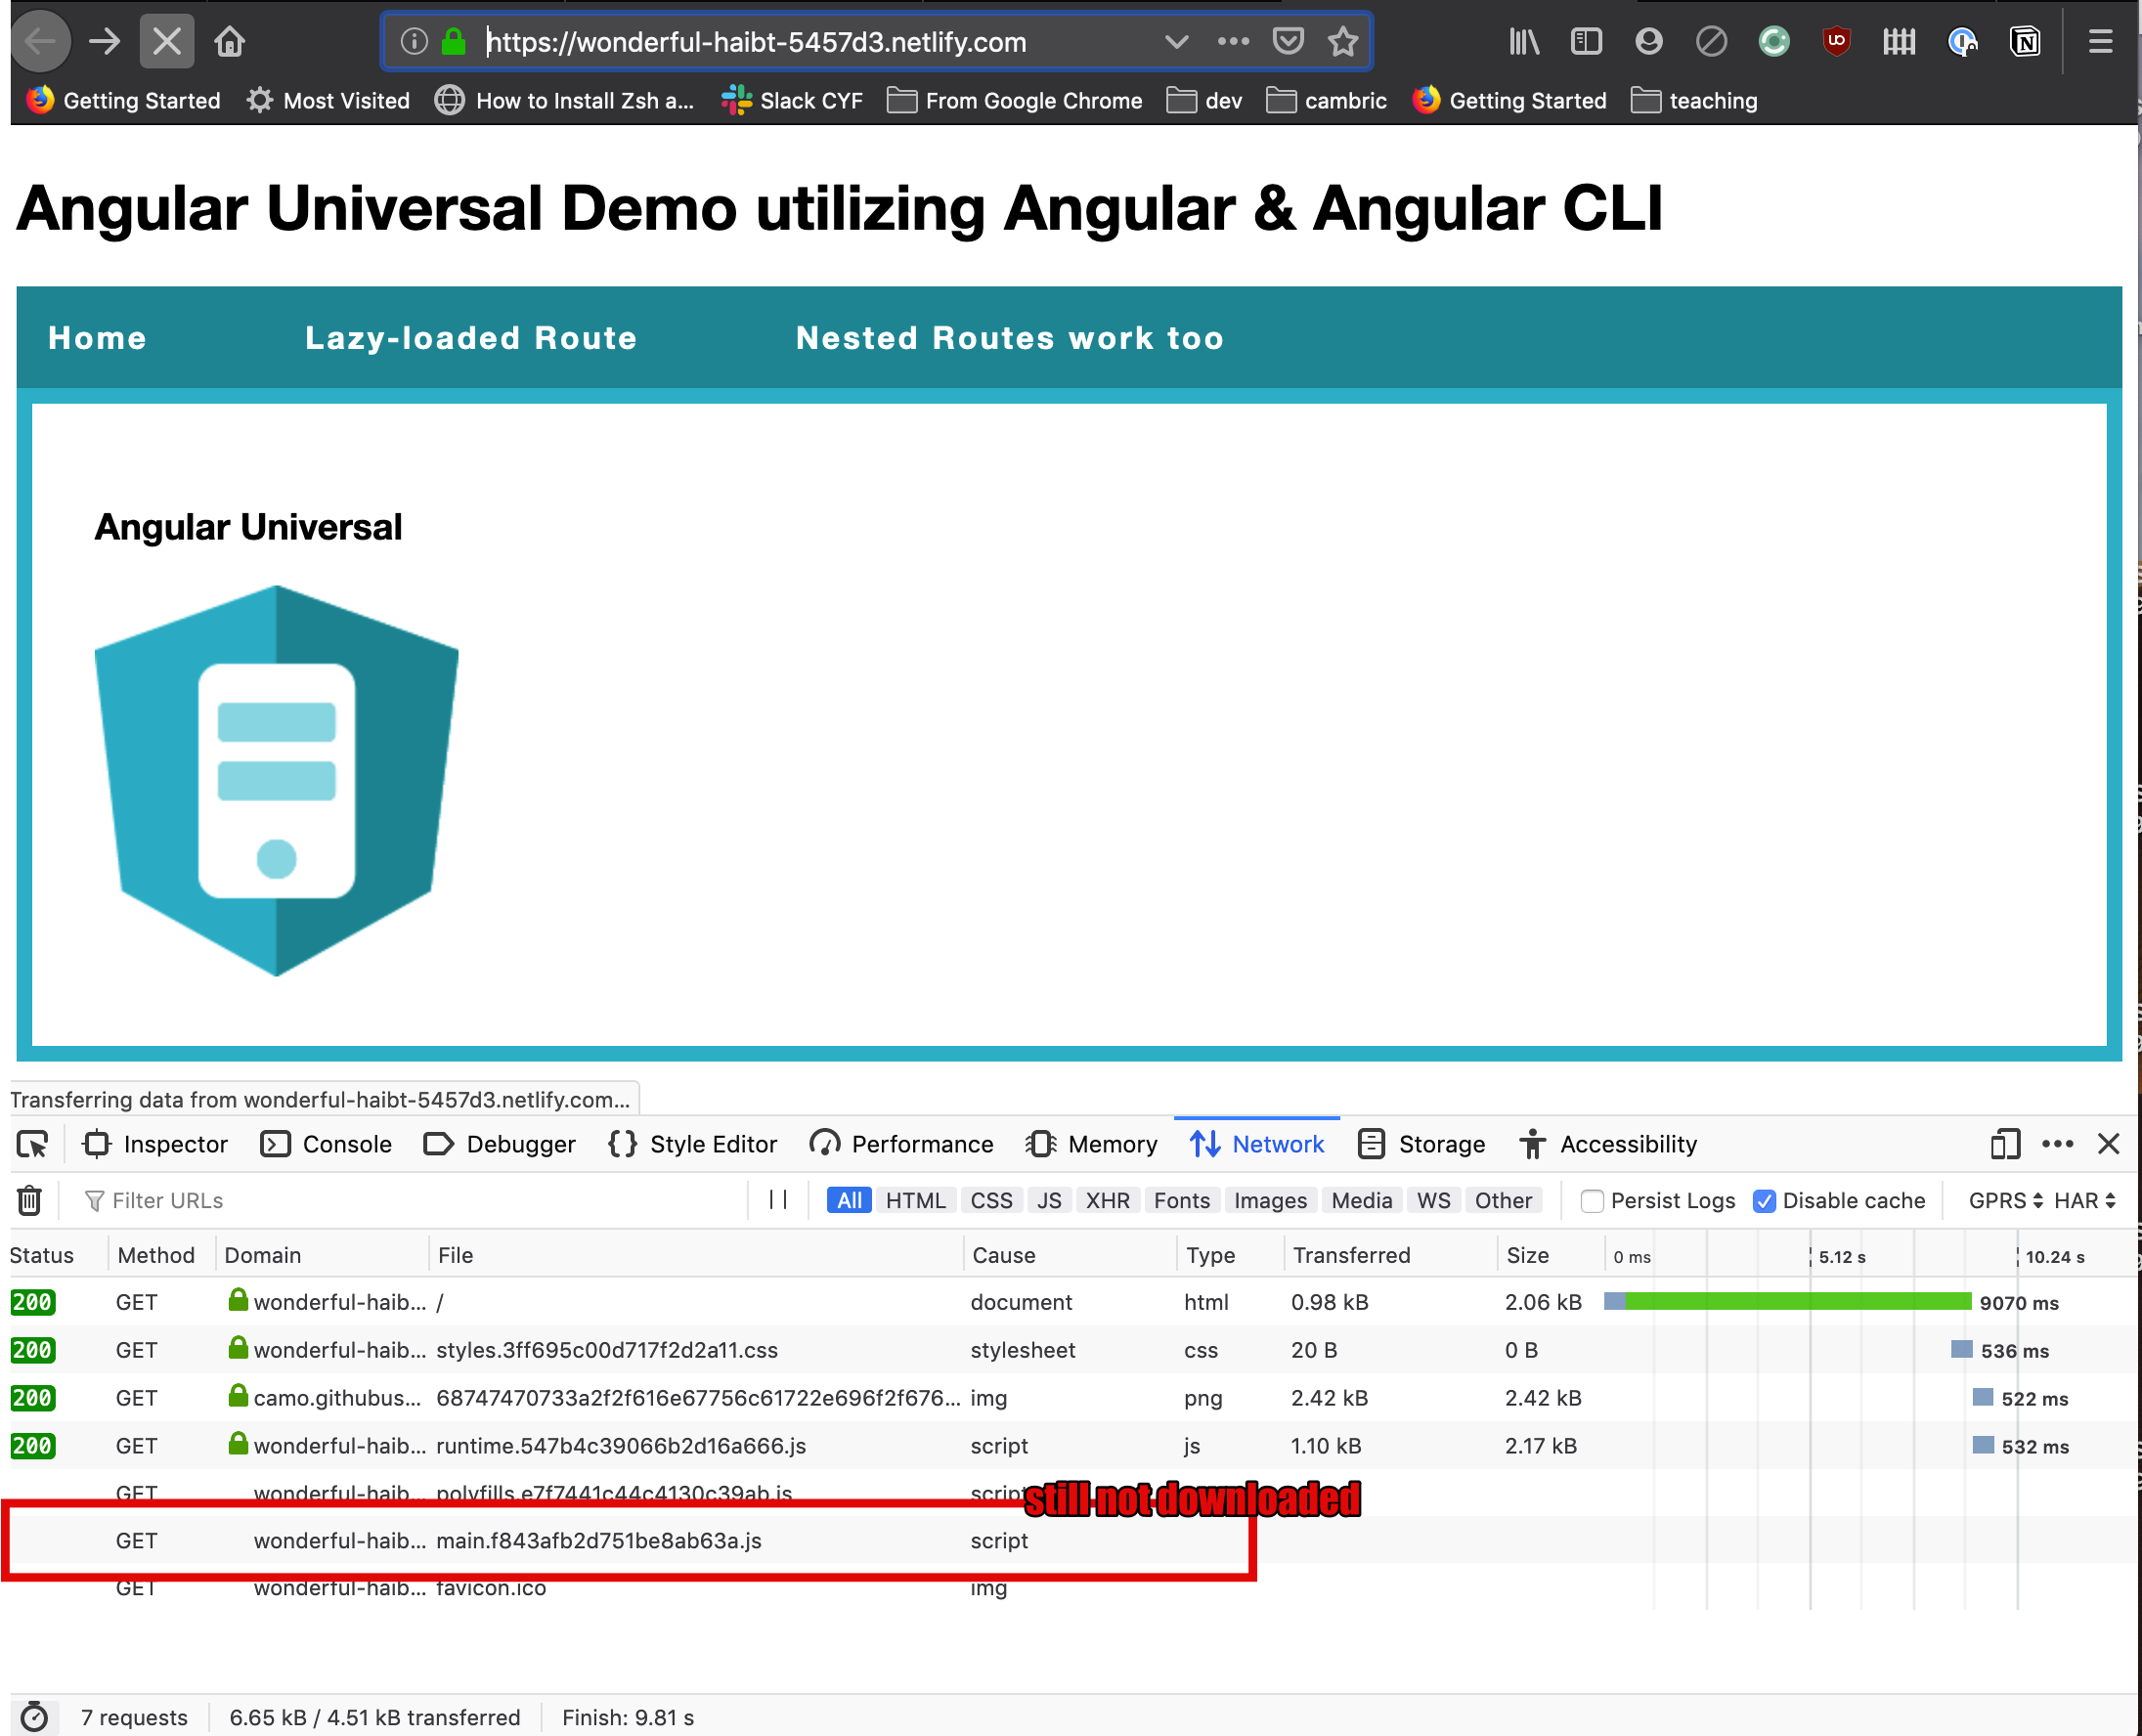 https://wonderful-haibt-5457d3.netlify.com
Getting Started Most Visited How to Install Zsh a... Slack CYF From Google Chrome dev cambric Getting Started teaching
Angular Universal Demo utilizing Angular & Angular CLI
Home Lazy-loaded Route Nested Routes work too
Angular Universal
Transferring data from wonderful-haibt-5457d3.netlify.com...
Inspector Console Debugger Style Editor Performance Memory Network Storage Accessibility
Filter URLs All HTML CSS JS XHR Fonts Images Media WS Other Persist Logs Disable cache GPRS HAR
Status Method Domain File Cause Type Transferred Size 0 ms 5.12 s 10.24 s
200 GET wonderful-haib... / document html 0.98 kB 2.06 kB 9070 ms
200 GET wonderful-haib... styles.3ff695c00d717f2d2a11.css stylesheet css 20 B 0 B 536 ms
200 GET camo.githubus... 68747470733a2f2f616e67756c61722e696f2f676... img png 2.42 kB 2.42 kB 522 ms
200 GET wonderful-haib... runtime.547b4c39066b2d16a666.js script js 1.10 kB 2.17 kB 532 ms
GET wonderful-haib... polyfills.e7f7441c44c4130c39ab.js script
still not downloaded
GET wonderful-haib... main.f843afb2d751be8ab63a.js script
GET wonderful-haib... favicon.ico img
7 requests 6.65 kB / 4.51 kB transferred Finish: 9.81 s